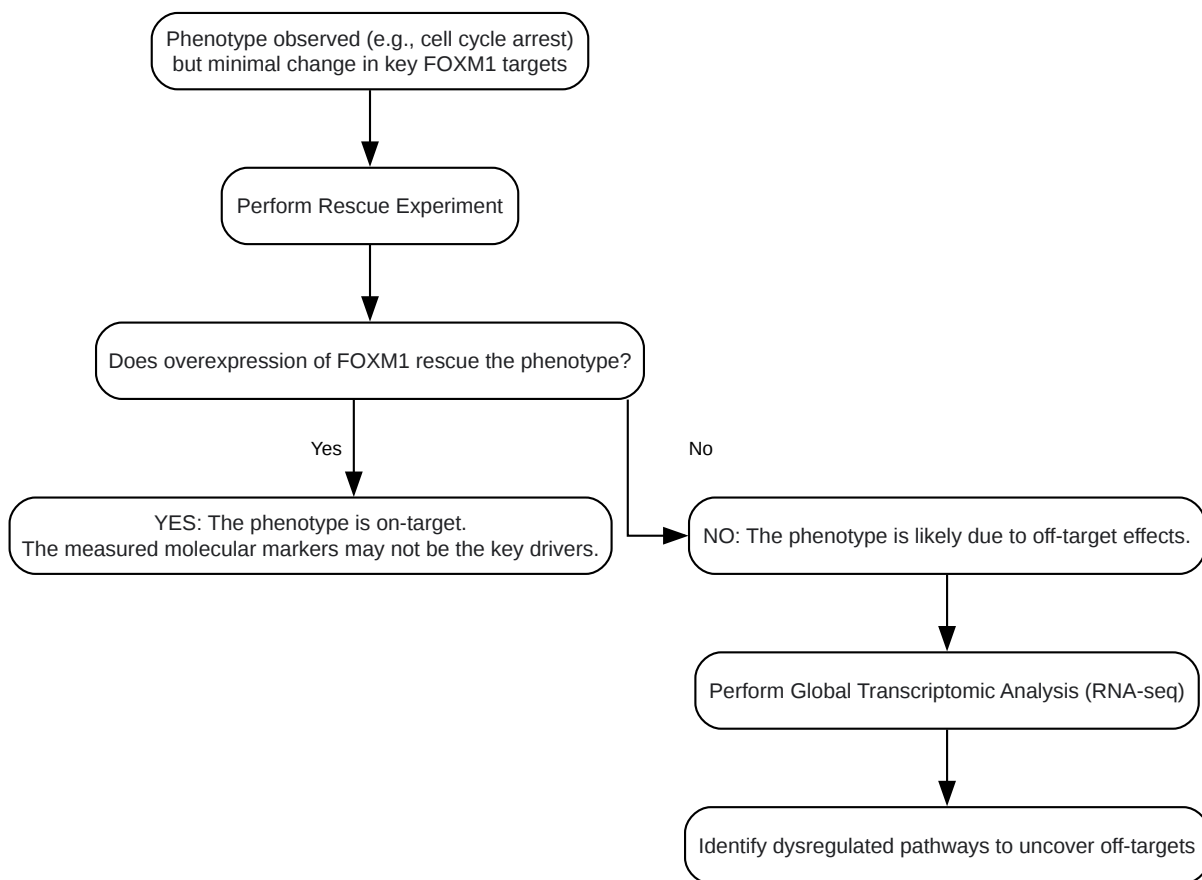 Phenotype observed (e.g., cell cycle arrest)
but minimal change in key FOXM1 targets
Perform Rescue Experiment
Does overexpression of FOXM1 rescue the phenotype?
Yes
No
YES: The phenotype is on-target.
The measured molecular markers may not be the key drivers.
NO: The phenotype is likely due to off-target effects.
Perform Global Transcriptomic Analysis (RNA-seq)
Identify dysregulated pathways to uncover off-targets